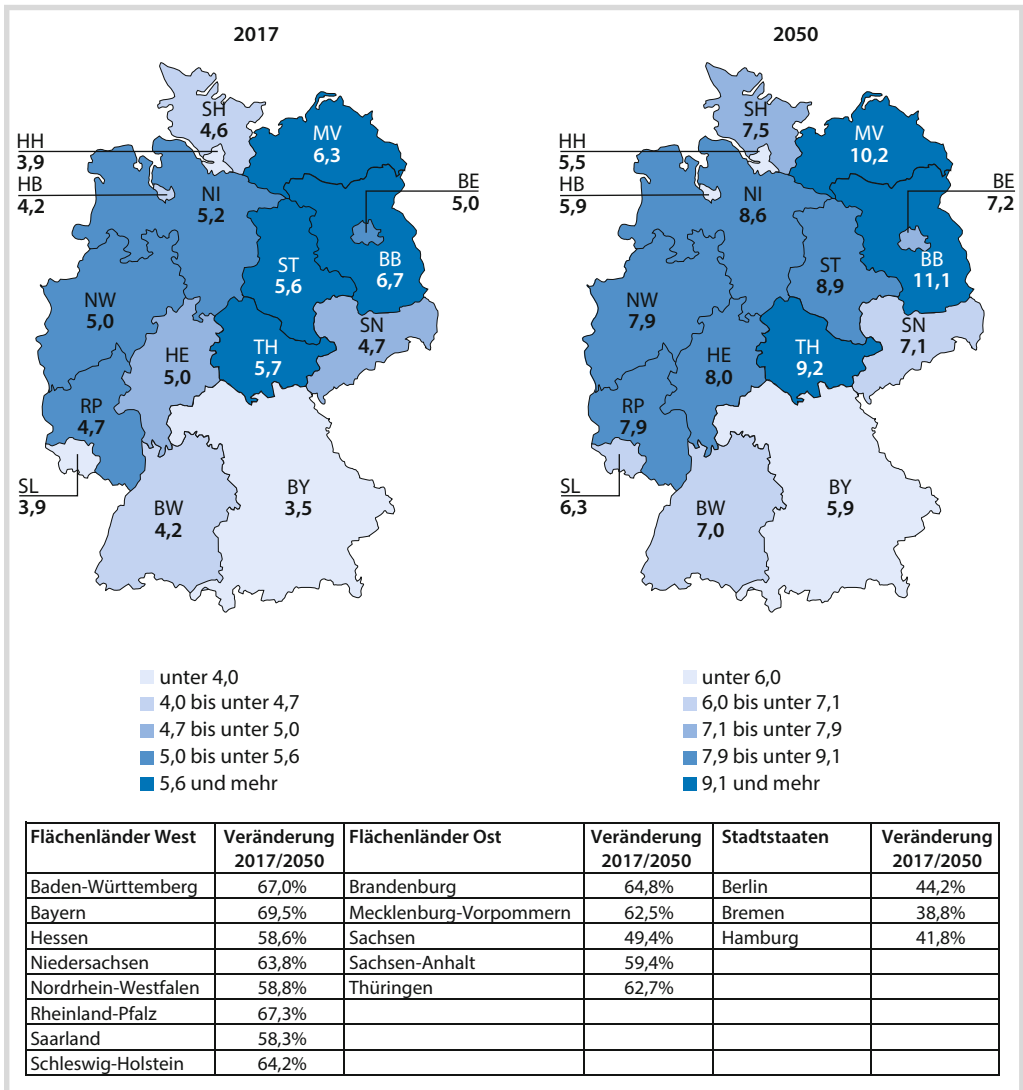 2017
SH
4,6
MV
6,3
HH
3,9
HB
4,2
NI
5,2
BE
5,0
ST
5,6
BB
6,7
NW
5,0
SN
4,7
HE
5,0
TH
5,7
RP
4,7
SL
3,9
BW
4,2
BY
3,5
unter 4,0
4,0 bis unter 4,7
4,7 bis unter 5,0
5,0 bis unter 5,6
5,6 und mehr
2050
SH
7,5
MV
10,2
HH
5,5
HB
5,9
NI
8,6
BE
7,2
ST
8,9
BB
11,1
NW
7,9
SN
7,1
HE
8,0
TH
9,2
RP
7,9
SL
6,3
BW
7,0
BY
5,9
unter 6,0
6,0 bis unter 7,1
7,1 bis unter 7,9
7,9 bis unter 9,1
9,1 und mehr
Flächenländer West Veränderung 2017/2050 Flächenländer Ost Veränderung 2017/2050 Stadtstaaten Veränderung 2017/2050
Baden-Württemberg 67,0% Brandenburg 64,8% Berlin 44,2%
Bayern 69,5% Mecklenburg-Vorpommern 62,5% Bremen 38,8%
Hessen 58,6% Sachsen 49,4% Hamburg 41,8%
Niedersachsen 63,8% Sachsen-Anhalt 59,4%
Nordrhein-Westfalen 58,8% Thüringen 62,7%
Rheinland-Pfalz 67,3%
Saarland 58,3%
Schleswig-Holstein 64,2%